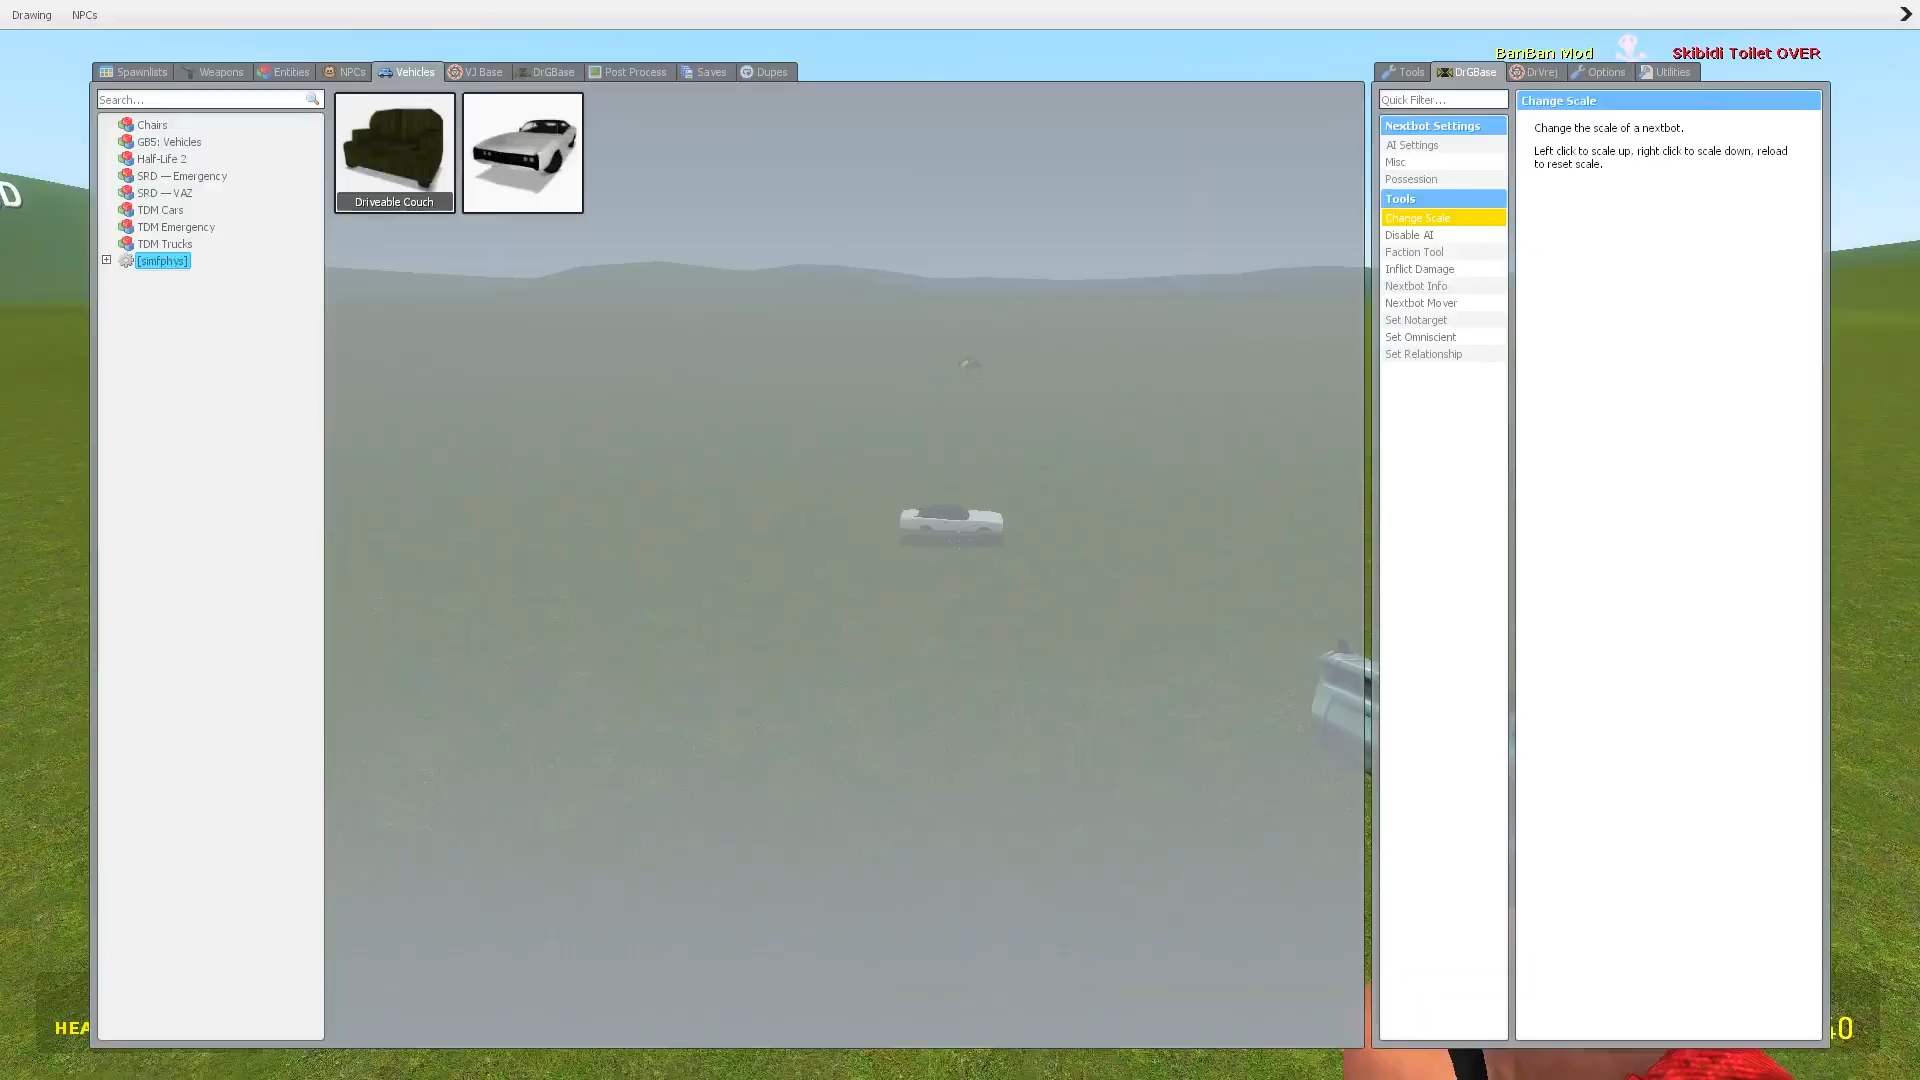 Drawing NPCs
BanBan Mod Skibidi Toilet OVER
Spawnlists Weapons Entities NPCs Vehicles VJ Base DrGBase Post Process Saves Dupes
Tools DrGBase DrVrej Options Utilities
Search...
Chairs
GB5: Vehicles
Half-Life 2
SRD — Emergency
SRD — VAZ
TDM Cars
TDM Emergency
TDM Trucks
[simfphys]
Driveable Couch
Quick Filter...
Nextbot Settings
AI Settings
Misc
Possession
Tools
Change Scale
Disable AI
Faction Tool
Inflict Damage
Nextbot Info
Nextbot Mover
Set Notarget
Set Omniscient
Set Relationship
Change Scale
Change the scale of a nextbot.
Left click to scale up, right click to scale down, reload
to reset scale.
D
HEA
40